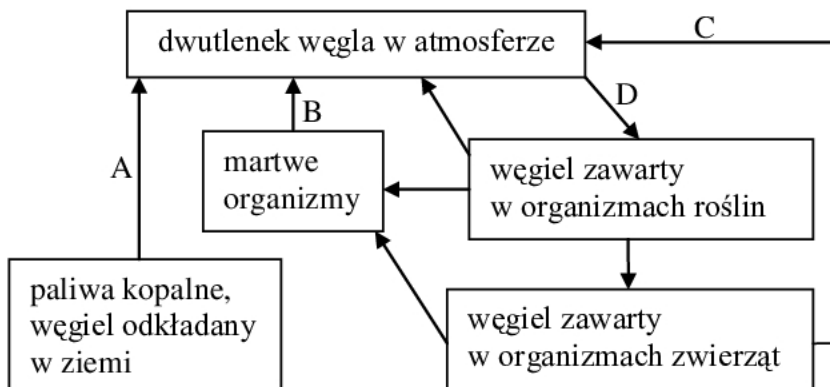 dwutlenek węgla w atmosferze
C
D
B
A
martwe
organizmy
węgiel zawarty
w organizmach roślin
paliwa kopalne,
węgiel odkładany
w ziemi
węgiel zawarty
w organizmach zwierząt